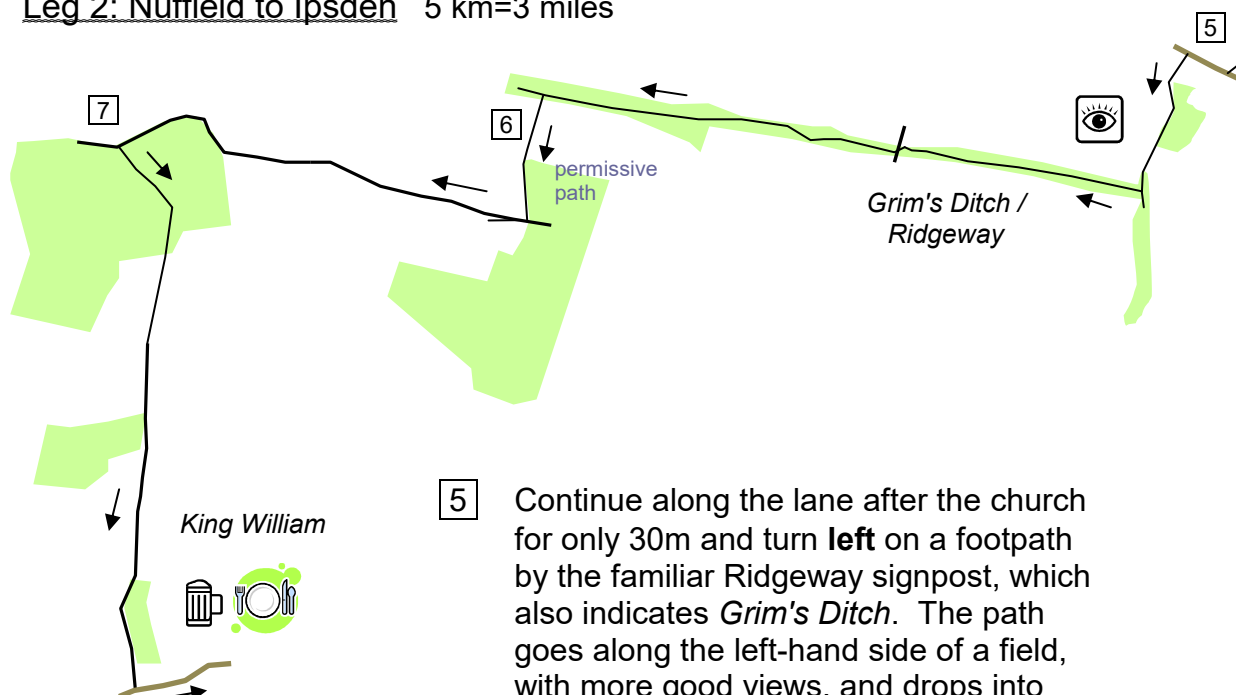 Leg 2: Nuffield to Ipsden 5 km=3 miles
5
7
6
permissive
path
Grim's Ditch /
Ridgeway
King William
5 Continue along the lane after the church
for only 30m and turn left on a footpath
by the familiar Ridgeway signpost, which
also indicates Grim's Ditch. The path
goes along the left-hand side of a field,
with more good views, and drops into